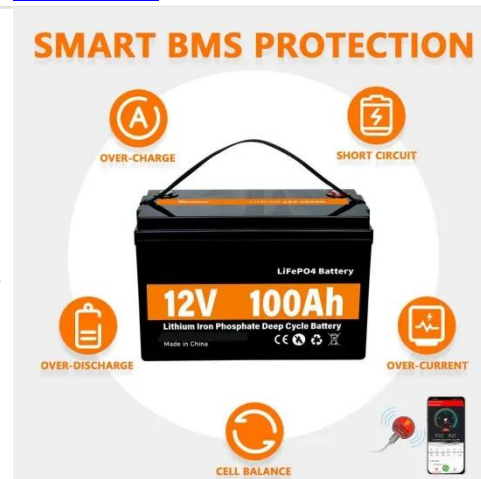 SMART BMS PROTECTION
OVER-CHARGE
SHORT CIRCUIT
LiFePO4 Battery
12V 100Ah
Lithium Iron Phosphate Deep Cycle Battery
Made in China
CE
OVER-DISCHARGE
OVER-CURRENT
CELL BALANCE